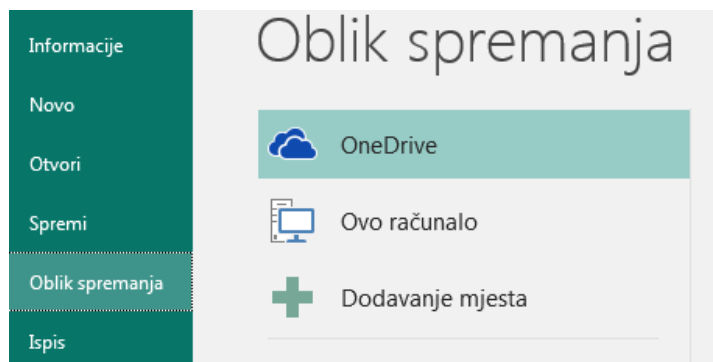 Informacije
Novo
Otvori
Spremi
Oblik spremanja
Ispis
Oblik spremanja
OneDrive
Ovo računalo
Dodavanje mjesta